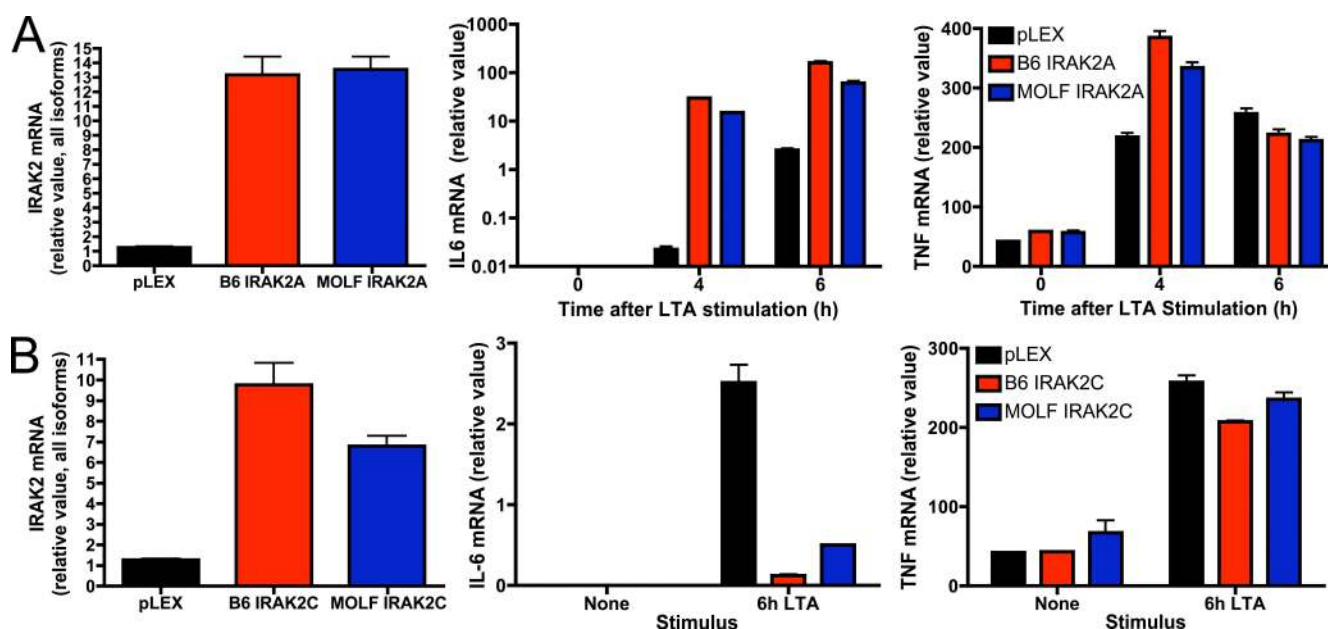 A
IRAK2 mRNA
(relative value, all isoforms)
15
14
13
12
11
10
9
8
7
6
5
4
3
2
1
0
pLEX
B6 IRAK2A
MOLF IRAK2A
IL6 mRNA (relative value)
1000
100
10
1
0.1
0.01
0
4
6
Time after LTA stimulation (h)
TNF mRNA (relative value)
400
300
200
100
0
pLEX
B6 IRAK2A
MOLF IRAK2A
0
4
6
Time after LTA Stimulation (h)
B
IRAK2 mRNA
(relative value, all isoforms)
11
10
9
8
7
6
5
4
3
2
1
0
pLEX
B6 IRAK2C
MOLF IRAK2C
IL-6 mRNA (relative value)
3
2
1
0
None
6h LTA
Stimulus
TNF mRNA (relative value)
300
200
100
0
pLEX
B6 IRAK2C
MOLF IRAK2C
None
6h LTA
Stimulus